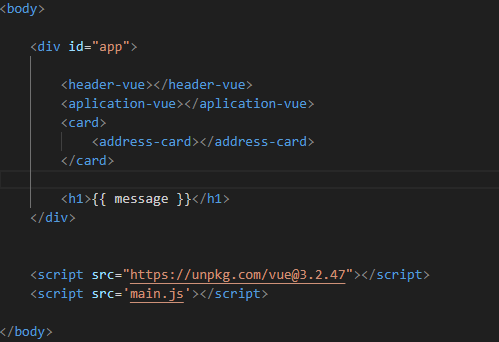 <body>
<div id="app">
<header-vue></header-vue>
<aplication-vue></aplication-vue>
<card>
<address-card></address-card>
</card>
<h1>{{ message }}</h1>
</div>
<script src="https://unpkg.com/vue@3.2.47"></script>
<script src='main.js'></script>
</body>